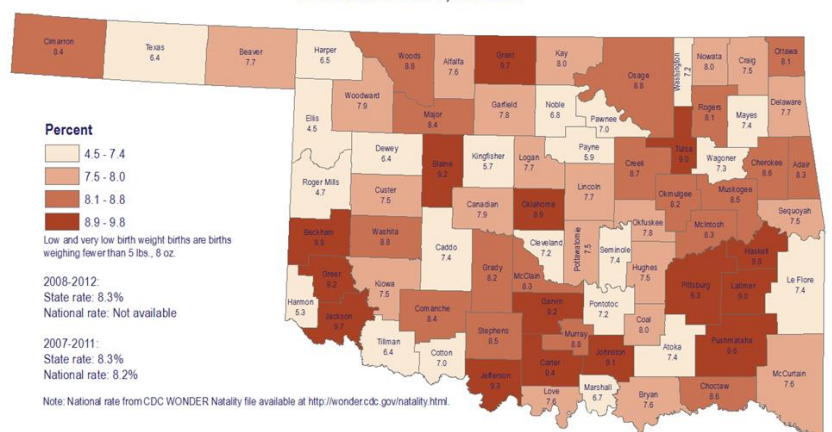 Cimarron
8.4
Texas
6.4
Beaver
7.7
Harper
6.5
Woods
8.8
Alfalfa
7.6
Grant
9.7
Kay
8.0
Osage
8.8
Washington
7.2
Nowata
8.0
Craig
7.5
Ottawa
8.1
Woodward
7.9
Ellis
4.5
Major
8.4
Garfield
7.8
Noble
6.8
Pawnee
7.0
Rogers
8.1
Mayes
7.4
Delaware
7.7
Percent
4.5 - 7.4
7.5 - 8.0
8.1 - 8.8
8.9 - 9.8
Dewey
6.4
Blaine
9.2
Kingfisher
5.7
Logan
7.7
Payne
5.9
Creek
8.7
Tulsa
9.0
Wagoner
7.3
Cherokee
8.6
Adair
8.3
Roger Mills
4.7
Custer
7.5
Canadian
7.9
Oklahoma
8.9
Lincoln
7.7
Okmulgee
8.2
Muskogee
8.5
Sequoyah
7.5
Beckham
Washita
8.8
Caddo
7.4
Grady
8.2
Cleveland
7.2
McClain
8.3
Pottawatomie
7.5
Seminole
7.4
Okfuskee
7.8
McIntosh
8.3
Haskell
Low and very low birth weight births are births
weighing fewer than 5 lbs., 8 oz.
Greer
9.2
Kiowa
7.5
Hughes
7.5
Pittsburg
Latimer
9.0
Le Flore
7.4
2008-2012:
State rate: 8.3%
National rate: Not available
Harmon
5.3
Jackson
9.7
Comanche
8.4
Stephens
8.5
Garvin
9.2
Murray
8.8
Pontotoc
7.2
Coal
8.0
Atoka
7.4
Pushmataha
2007-2011:
State rate: 8.3%
National rate: 8.2%
Tillman
6.4
Cotton
7.0
Jefferson
9.3
Carter
9.4
Johnston
9.1
Love
7.6
Marshall
6.7
Bryan
7.6
Choctaw
8.6
McCurtain
7.6
Note: National rate from CDC WONDER Natality file available at http://wonder.cdc.gov/natality.html.